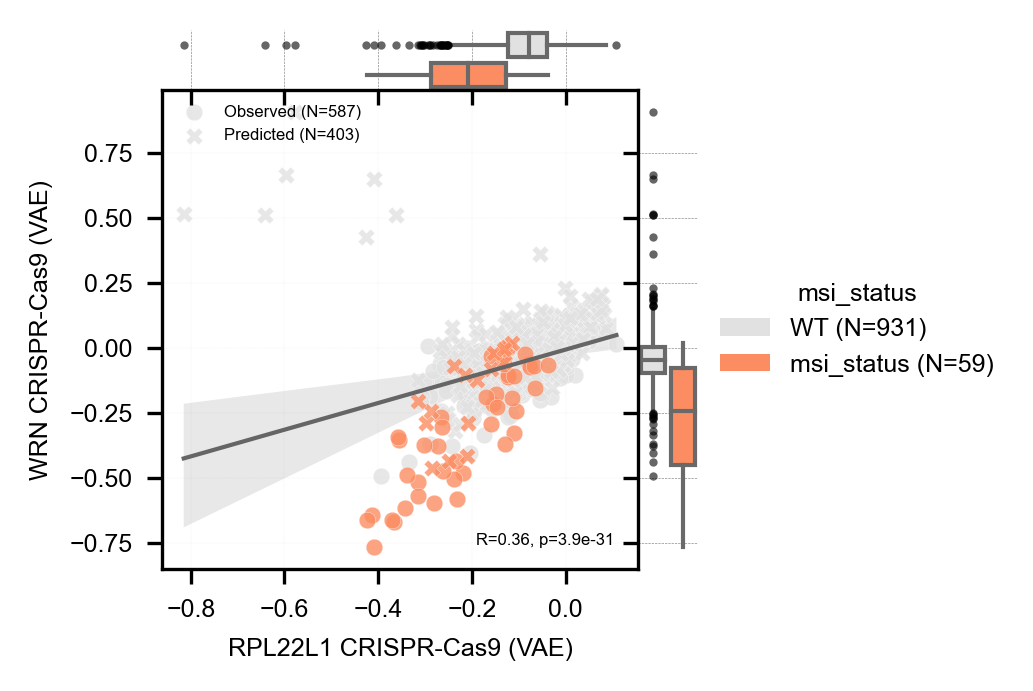 Observed (N=587)
Predicted (N=403)
0.75
0.50
0.25
0.00
−0.25
−0.50
−0.75
WRN CRISPR-Cas9 (VAE)
R=0.36, p=3.9e-31
−0.8
−0.6
−0.4
−0.2
0.0
RPL22L1 CRISPR-Cas9 (VAE)
msi_status
WT (N=931)
msi_status (N=59)